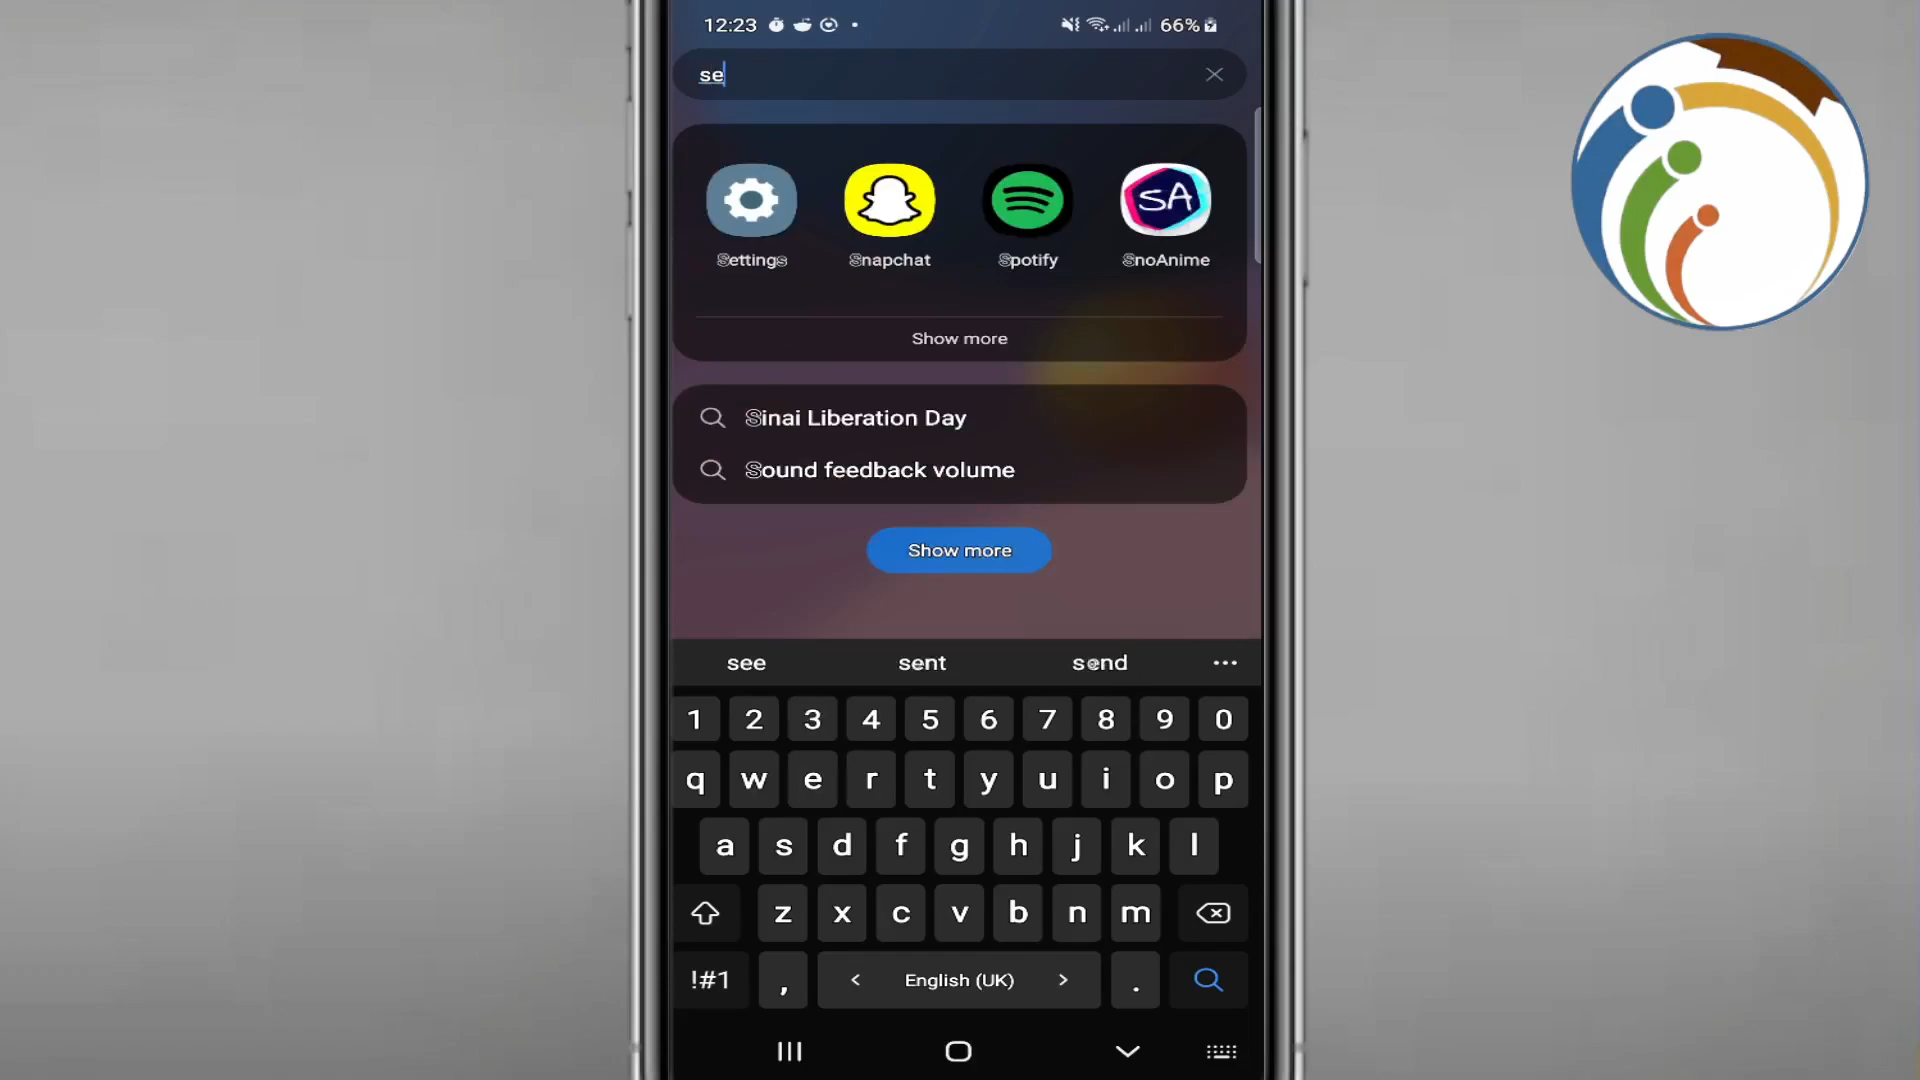 12:23 66%
se
SA
Settings Snapchat Spotify SnoAnime
Show more
Sinai Liberation Day
Sound feedback volume
Show more
see sent send ...
1 2 3 4 5 6 7 8 9 0
q w e r t y u i o p
a s d f g h j k l
z x c v b n m
!#1 , < English (UK) > .